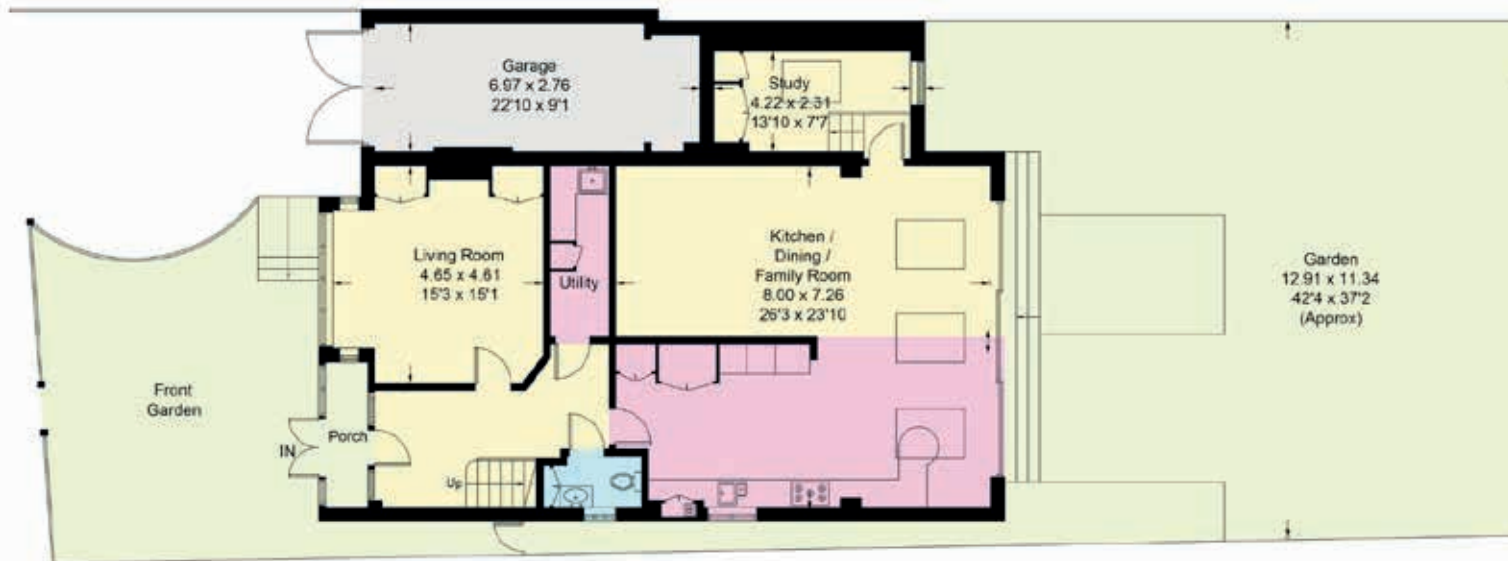 Garage
6.97 x 2.76
22'10 x 9'1
Study
4.22 x 2.31
13'10 x 7'7
Living Room
4.65 x 4.61
15'3 x 15'1
Utility
Kitchen /
Dining /
Family Room
8.00 x 7.26
26'3 x 23'10
Garden
12.91 x 11.34
42'4 x 37'2
(Approx)
Front
Garden
Porch
IN
Up